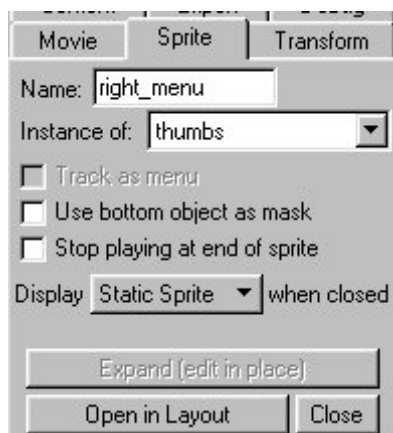 Movie Sprite Transform
Name: right_menu
Instance of: thumbs
Track as menu
Use bottom object as mask
Stop playing at end of sprite
Display Static Sprite when closed
Expand (edit in place)
Open in Layout Close